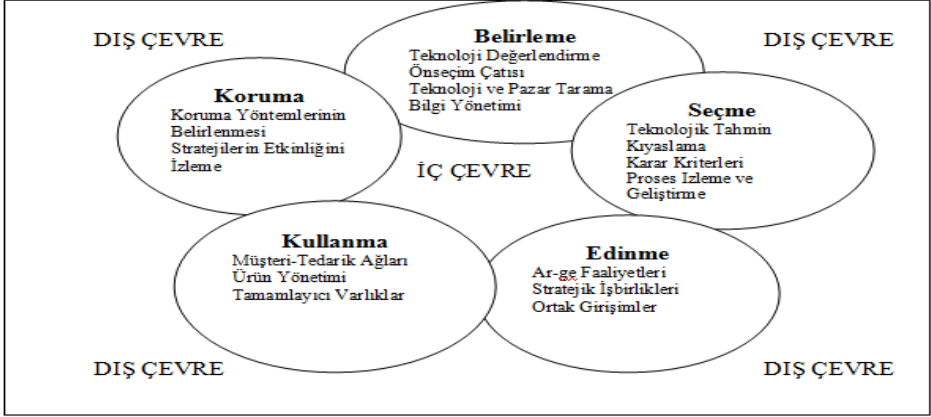 DIŞ ÇEVRE
DIŞ ÇEVRE
Belirleme
Teknoloji Değerlendirme
Önseçim Çatısı
Teknoloji ve Pazar Tarama
Bilgi Yönetimi
Koruma
Koruma Yöntemlerinin
Belirlenmesi
Stratejilerin Etkinliğini
İzleme
Seçme
Teknolojik Tahmin
Kıyaslama
Karar Kriterleri
Proses Izleme ve
Geliştirme
İÇ ÇEVRE
Kullanma
Müşteri-Tedarik Ağları
Ürün Yönetimi
Tamamlayıcı Varlıklar
Edinme
Ar-ge Faaliyetleri
Stratejik İşbirlikleri
Ortak Girişimler
DIŞ ÇEVRE
DIŞ ÇEVRE